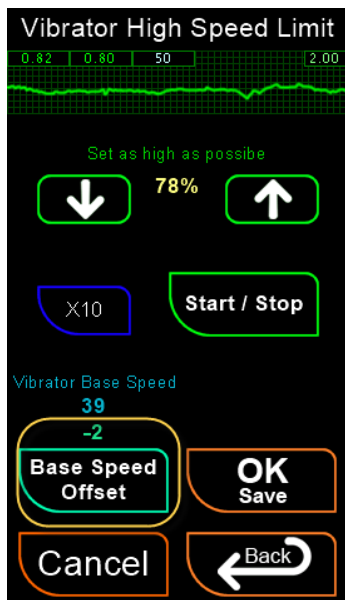 Vibrator High Speed Limit
0.82 0.80 50 2.00
Set as high as possibe
78%
X10
Start / Stop
Vibrator Base Speed
39
-2
Base Speed
Offset
OK
Save
Cancel
Back